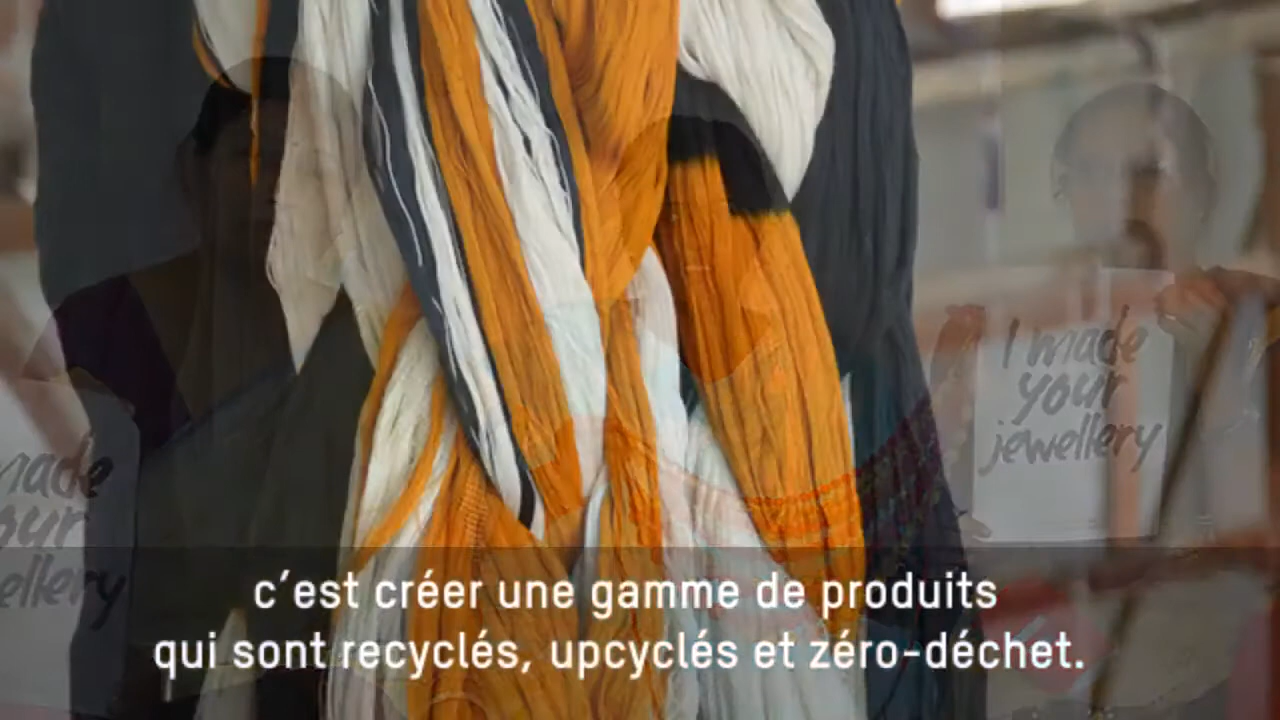 I made
your
jewellery
made
your
jewellery
c'est créer une gamme de produits
qui sont recyclés, upcyclés et zéro-déchet.